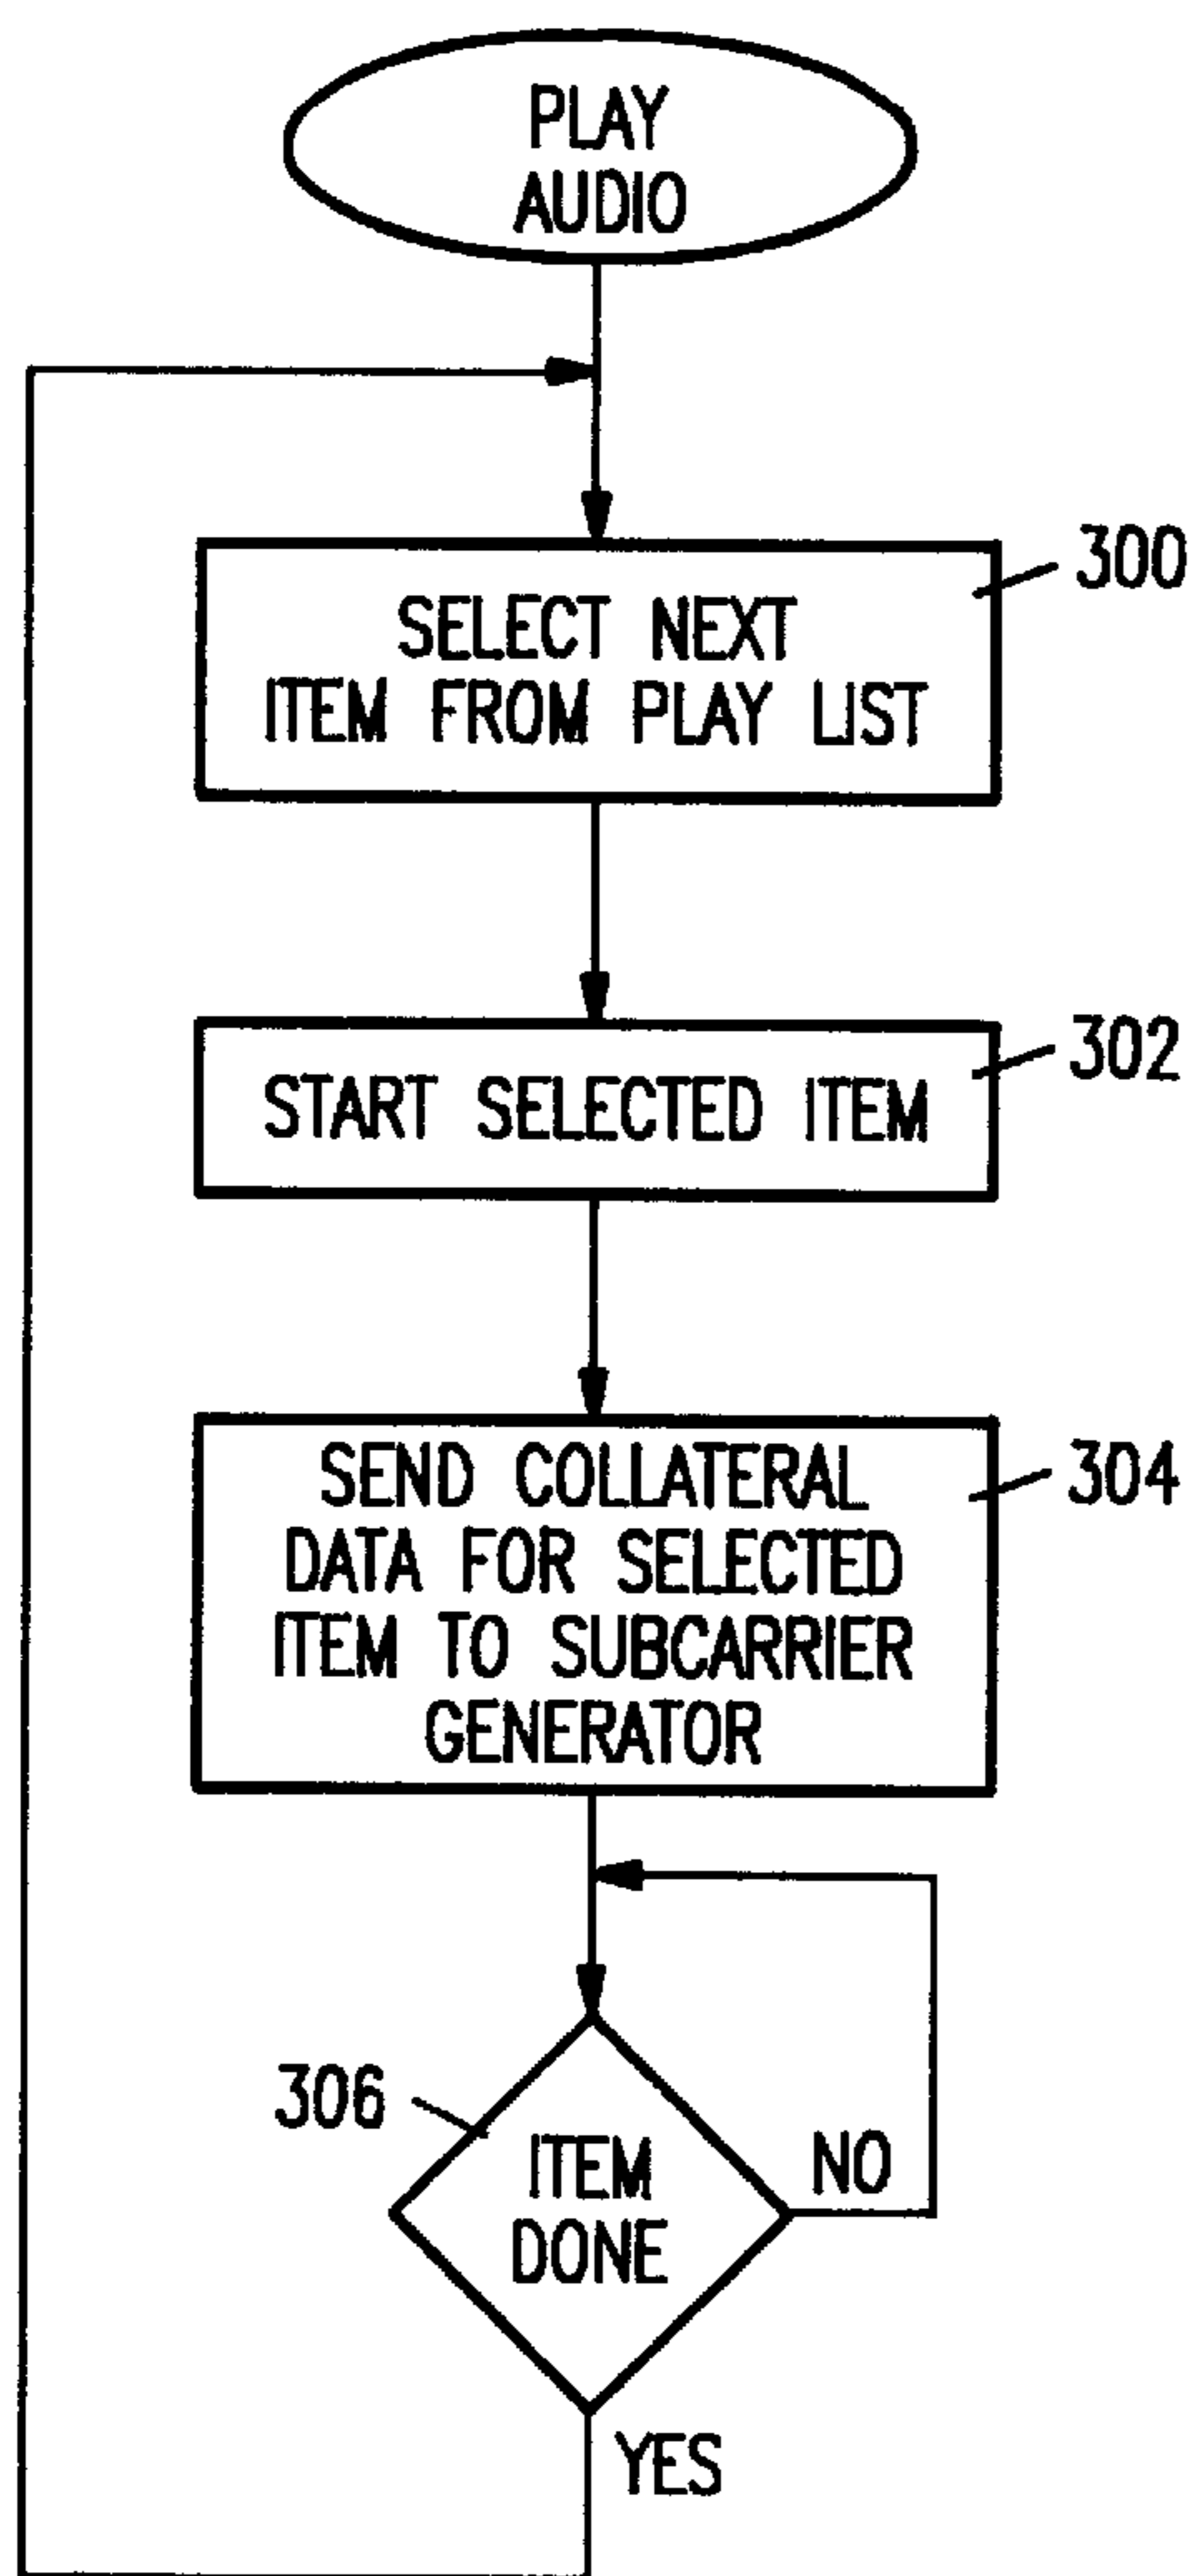 PLAY
AUDIO
300
SELECT NEXT
ITEM FROM PLAY LIST
302
START SELECTED ITEM
304
SEND COLLATERAL
DATA FOR SELECTED
ITEM TO SUBCARRIER
GENERATOR
306
ITEM
DONE
NO
YES